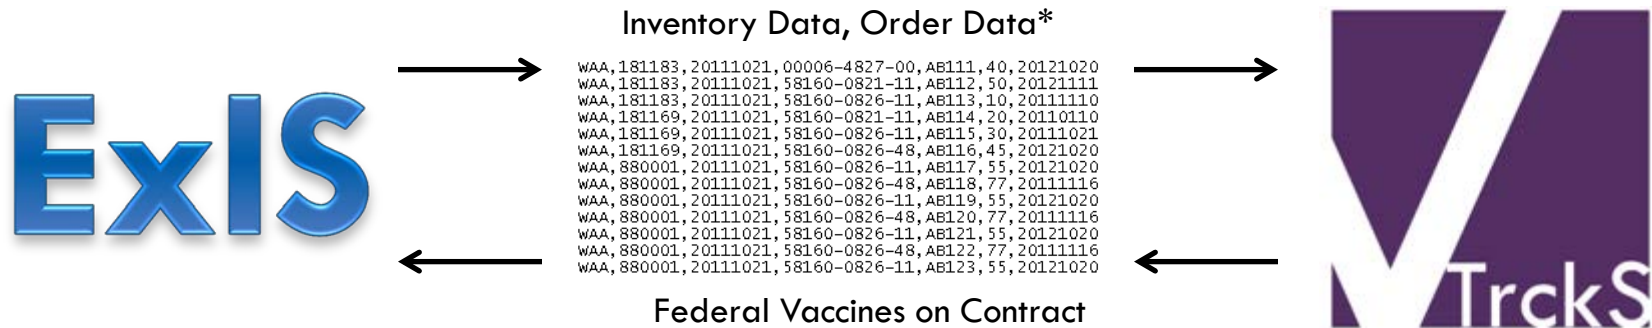 Inventory Data, Order Data*
ExIS
WAA,181183,20111021,00006-4827-00,AB111,40,20121020
WAA,181183,20111021,58160-0821-11,AB112,50,20121111
WAA,181183,20111021,58160-0826-11,AB113,10,20111110
WAA,181169,20111021,58160-0821-11,AB114,20,20110110
WAA,181169,20111021,58160-0826-11,AB115,30,20111021
WAA,181169,20111021,58160-0826-48,AB116,45,20121020
WAA,880001,20111021,58160-0826-11,AB117,55,20121020
WAA,880001,20111021,58160-0826-48,AB118,77,20111116
WAA,880001,20111021,58160-0826-11,AB119,55,20121020
WAA,880001,20111021,58160-0826-48,AB120,77,20111116
WAA,880001,20111021,58160-0826-11,AB121,55,20121020
WAA,880001,20111021,58160-0826-48,AB122,77,20111116
WAA,880001,20111021,58160-0826-11,AB123,55,20121020
VTrckS
Federal Vaccines on Contract